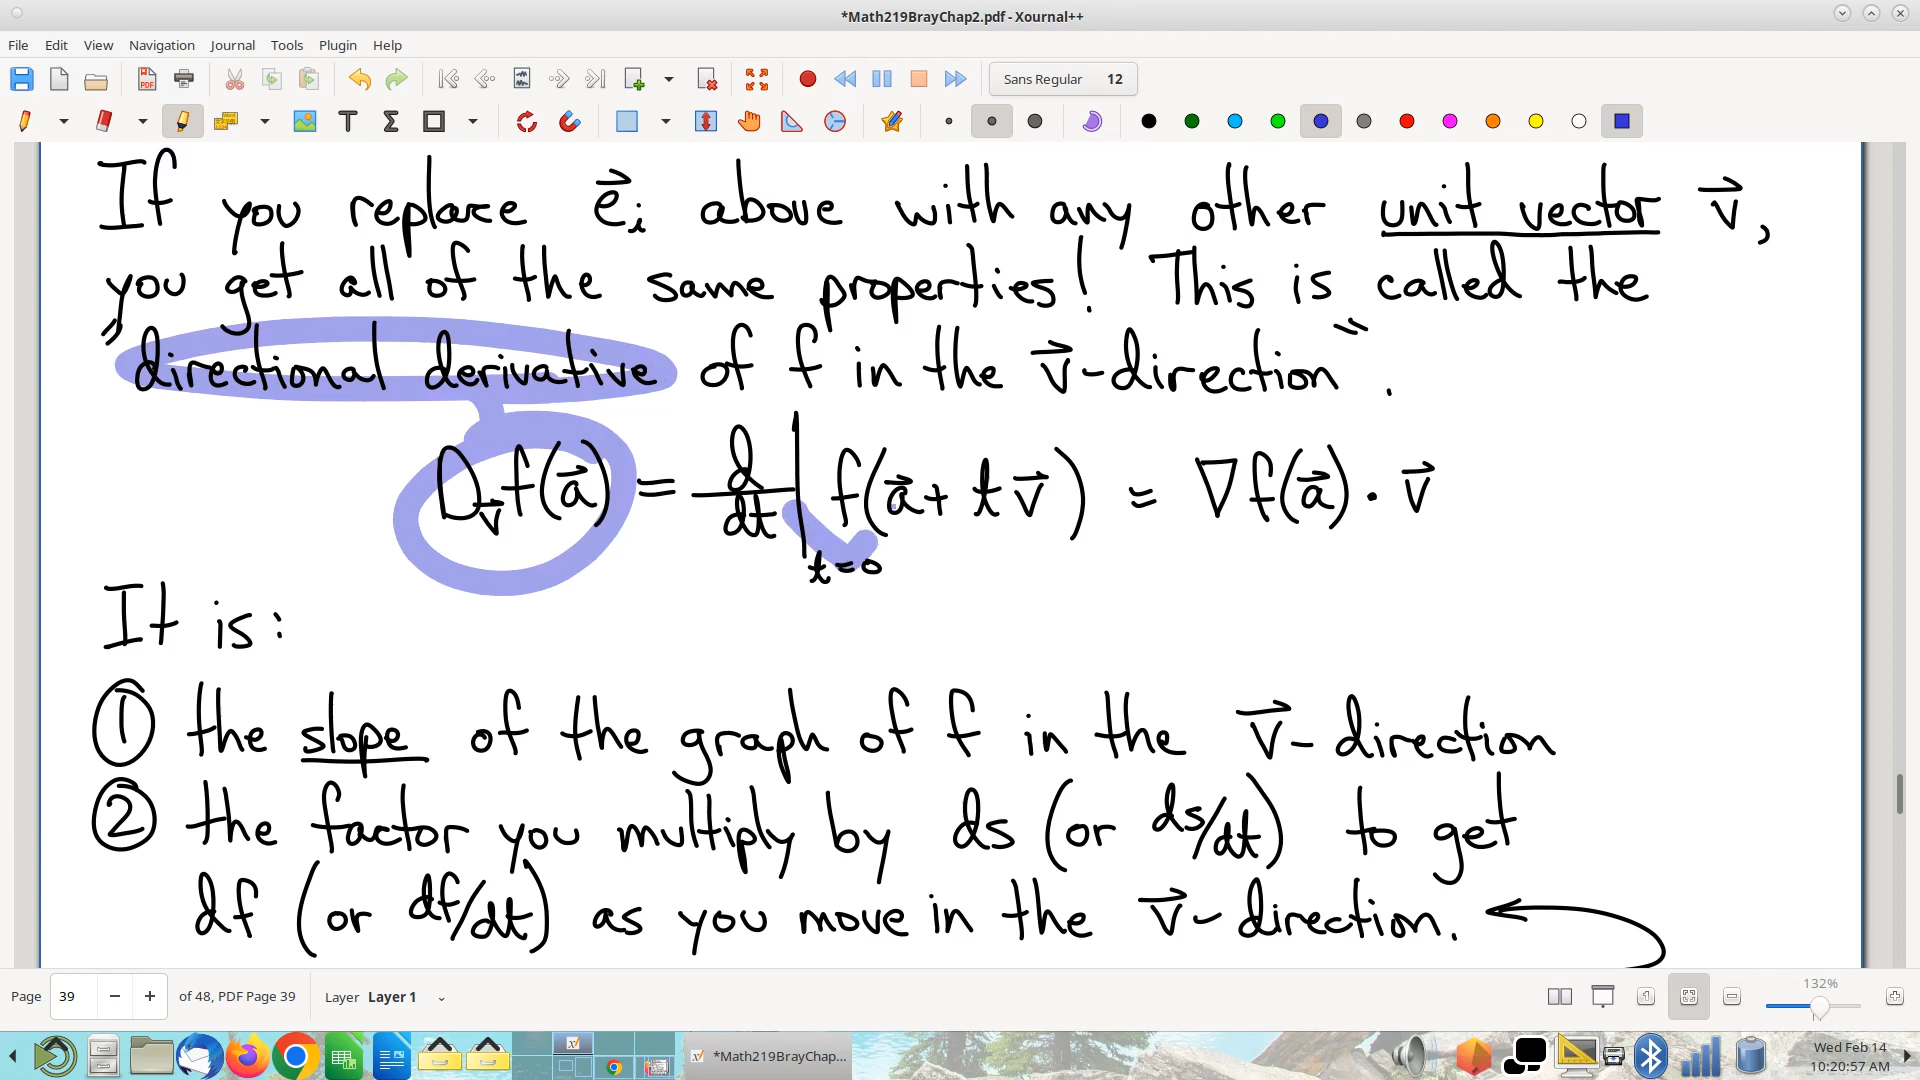 *Math219BrayChap2.pdf - Xournal++
File Edit View Navigation Journal Tools Plugin Help
Sans Regular 12
If you replace e⃗ᵢ above with any other unit vector v⃗,
you get all of the same properties! This is called the
"directional derivative of f in the v⃗-direction".
D_v⃗ f(a⃗) = d/dt|_{t=0} f(a⃗ + t v⃗) = ∇f(a⃗) · v⃗
It is:
① the slope of the graph of f in the v⃗-direction
② the factor you multiply by ds (or ds/dt) to get
df (or df/dt) as you move in the v⃗-direction.
Page 39 of 48, PDF Page 39 Layer Layer 1 132%
*Math219BrayChap... Wed Feb 14
10:20:57 AM